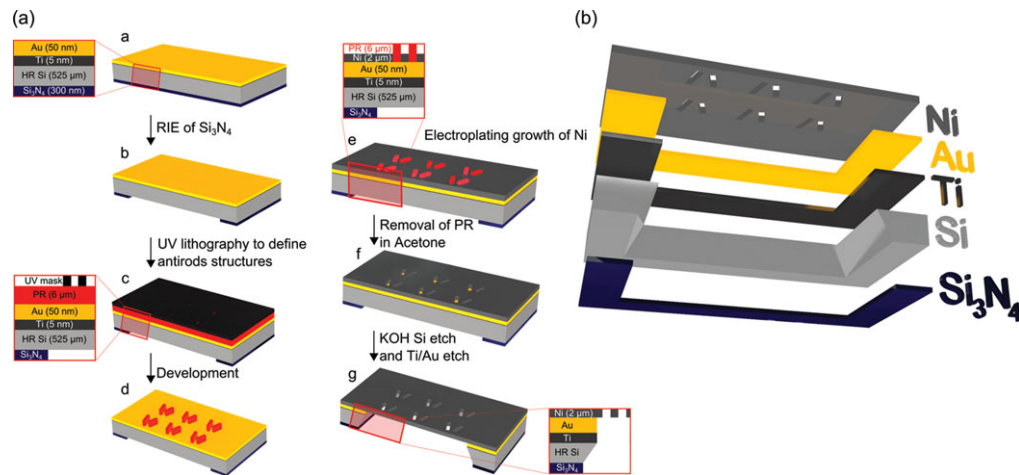 (a)
a
Au (50 nm)
Ti (5 nm)
HR Si (525 µm)
Si₃N₄ (300 nm)
RIE of Si₃N₄
b
UV lithography to define
antirods structures
c
UV mask
PR (6 µm)
Au (50 nm)
Ti (5 nm)
HR Si (525 µm)
Si₃N₄
Development
d
PR (6 µm)
Ni (2 µm)
Au (50 nm)
Ti (5 nm)
HR Si (525 µm)
Si₃N₄
e
Electroplating growth of Ni
Removal of PR
in Acetone
f
KOH Si etch
and Ti/Au etch
g
Ni (2 µm)
Au
Ti
HR Si
Si₃N₄
(b)
Ni
Au
Ti
Si
Si₃N₄